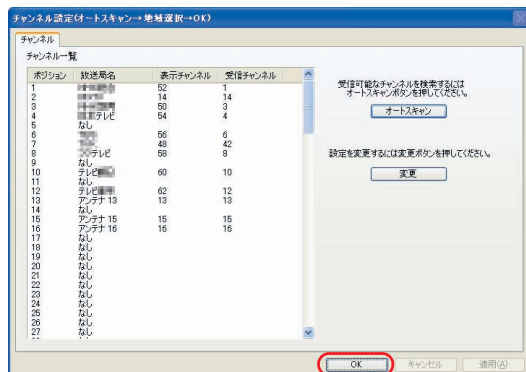 チャンネル設定(オートスキャン→地域選択→OK)
チャンネル
チャンネル一覧
ポジション 放送局名 表示チャンネル 受信チャンネル
1 52 1
2 14 14
3 50 3
4 テレビ 54 4
5 なし
6 56 6
7 48 42
8 テレビ 58 8
9 なし
10 テレビ 60 10
11 なし
12 テレビ 62 12
13 アンテナ 13 13 13
14 なし
15 アンテナ 15 15 15
16 アンテナ 16 16 16
17 なし
18 なし
19 なし
20 なし
21 なし
22 なし
23 なし
24 なし
25 なし
26 なし
27 なし
受信可能なチャンネルを検索するには
オートスキャンボタンを押してください。
オートスキャン
設定を変更するには変更ボタンを押してください。
変更
OK キャンセル 適用(A)